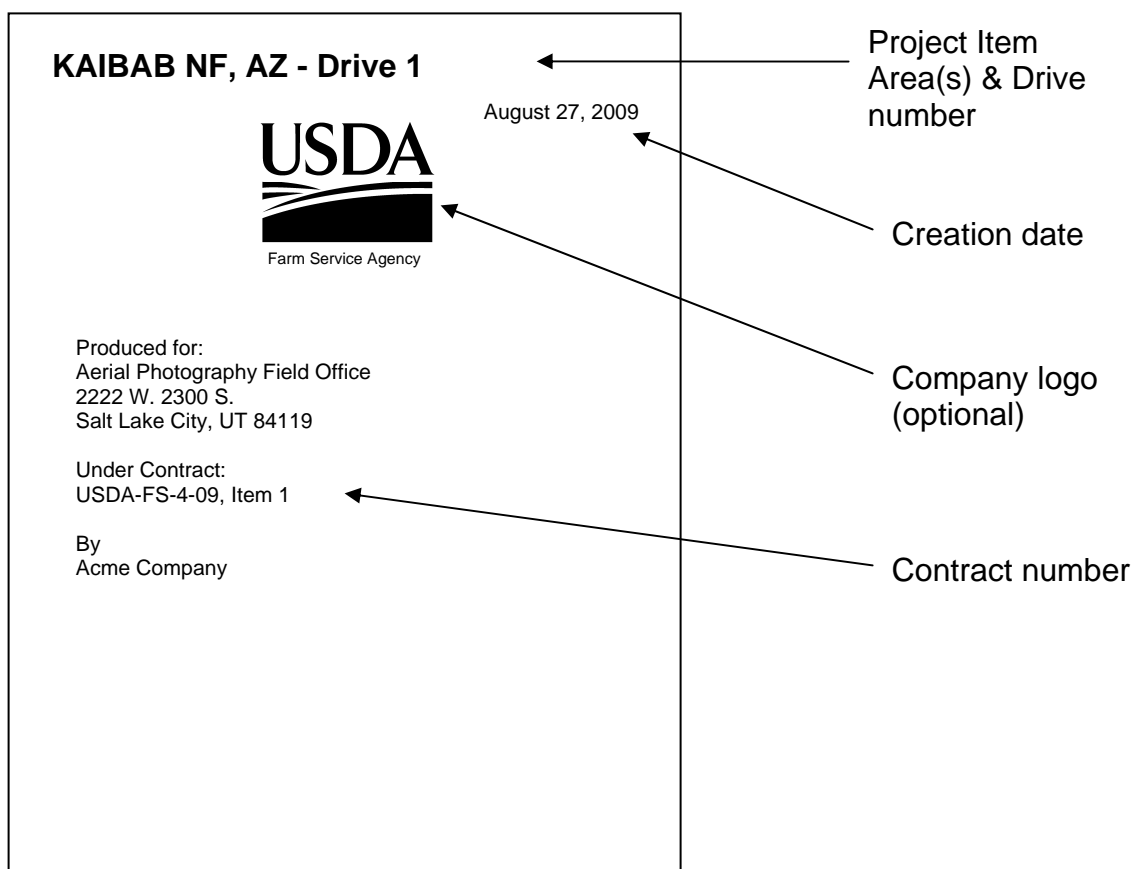 KAIBAB NF, AZ - Drive 1
August 27, 2009
USDA
Farm Service Agency
Produced for:
Aerial Photography Field Office
2222 W. 2300 S.
Salt Lake City, UT 84119
Under Contract:
USDA-FS-4-09, Item 1
By
Acme Company
Project Item
Area(s) & Drive
number
Creation date
Company logo
(optional)
Contract number